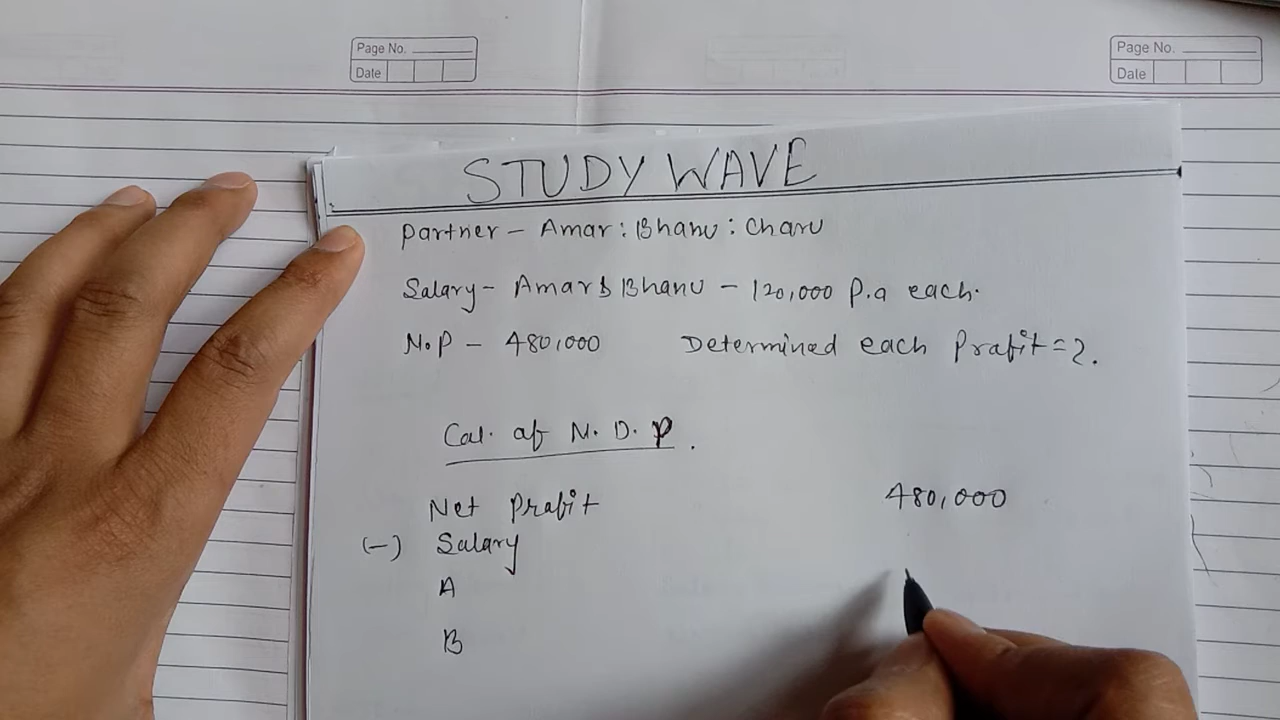 Page No.
Date
Page No.
Date
STUDY WAVE
Partner - Amar : Bhanu : Charu
Salary - Amar & Bhanu - 120,000 P.a each.
N.P - 480,000 Determined each Profit = ?.
Cal. of N. D. P.
Net Profit 480,000
(-) Salary
A
B